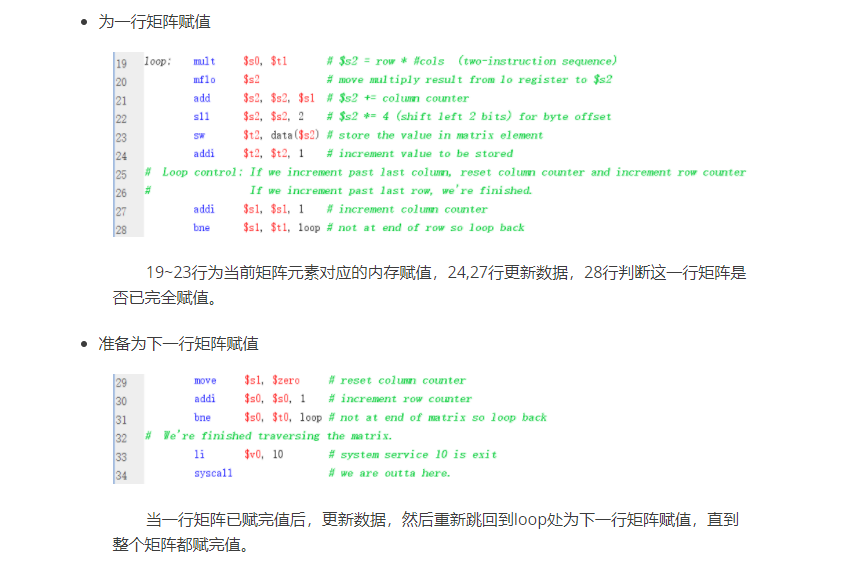 为一行矩阵赋值
19 loop: mult $s0, $t1 # $s2 = row * #cols (two-instruction sequence)
20 mflo $s2 # move multiply result from lo register to $s2
21 add $s2, $s2, $s1 # $s2 += column counter
22 sll $s2, $s2, 2 # $s2 *= 4 (shift left 2 bits) for byte offset
23 sw $t2, data($s2) # store the value in matrix element
24 addi $t2, $t2, 1 # increment value to be stored
25 # Loop control: If we increment past last column, reset column counter and increment row counter
26 # If we increment past last row, we're finished.
27 addi $s1, $s1, 1 # increment column counter
28 bne $s1, $t1, loop # not at end of row so loop back
19~23行为当前矩阵元素对应的内存赋值，24,27行更新数据，28行判断这一行矩阵是
否已完全赋值。
准备为下一行矩阵赋值
29 move $s1, $zero # reset column counter
30 addi $s0, $s0, 1 # increment row counter
31 bne $s0, $t0, loop # not at end of matrix so loop back
32 # We're finished traversing the matrix.
33 li $v0, 10 # system service 10 is exit
34 syscall # we are outta here.
当一行矩阵已赋完值后，更新数据，然后重新跳回到loop处为下一行矩阵赋值，直到
整个矩阵都赋完值。